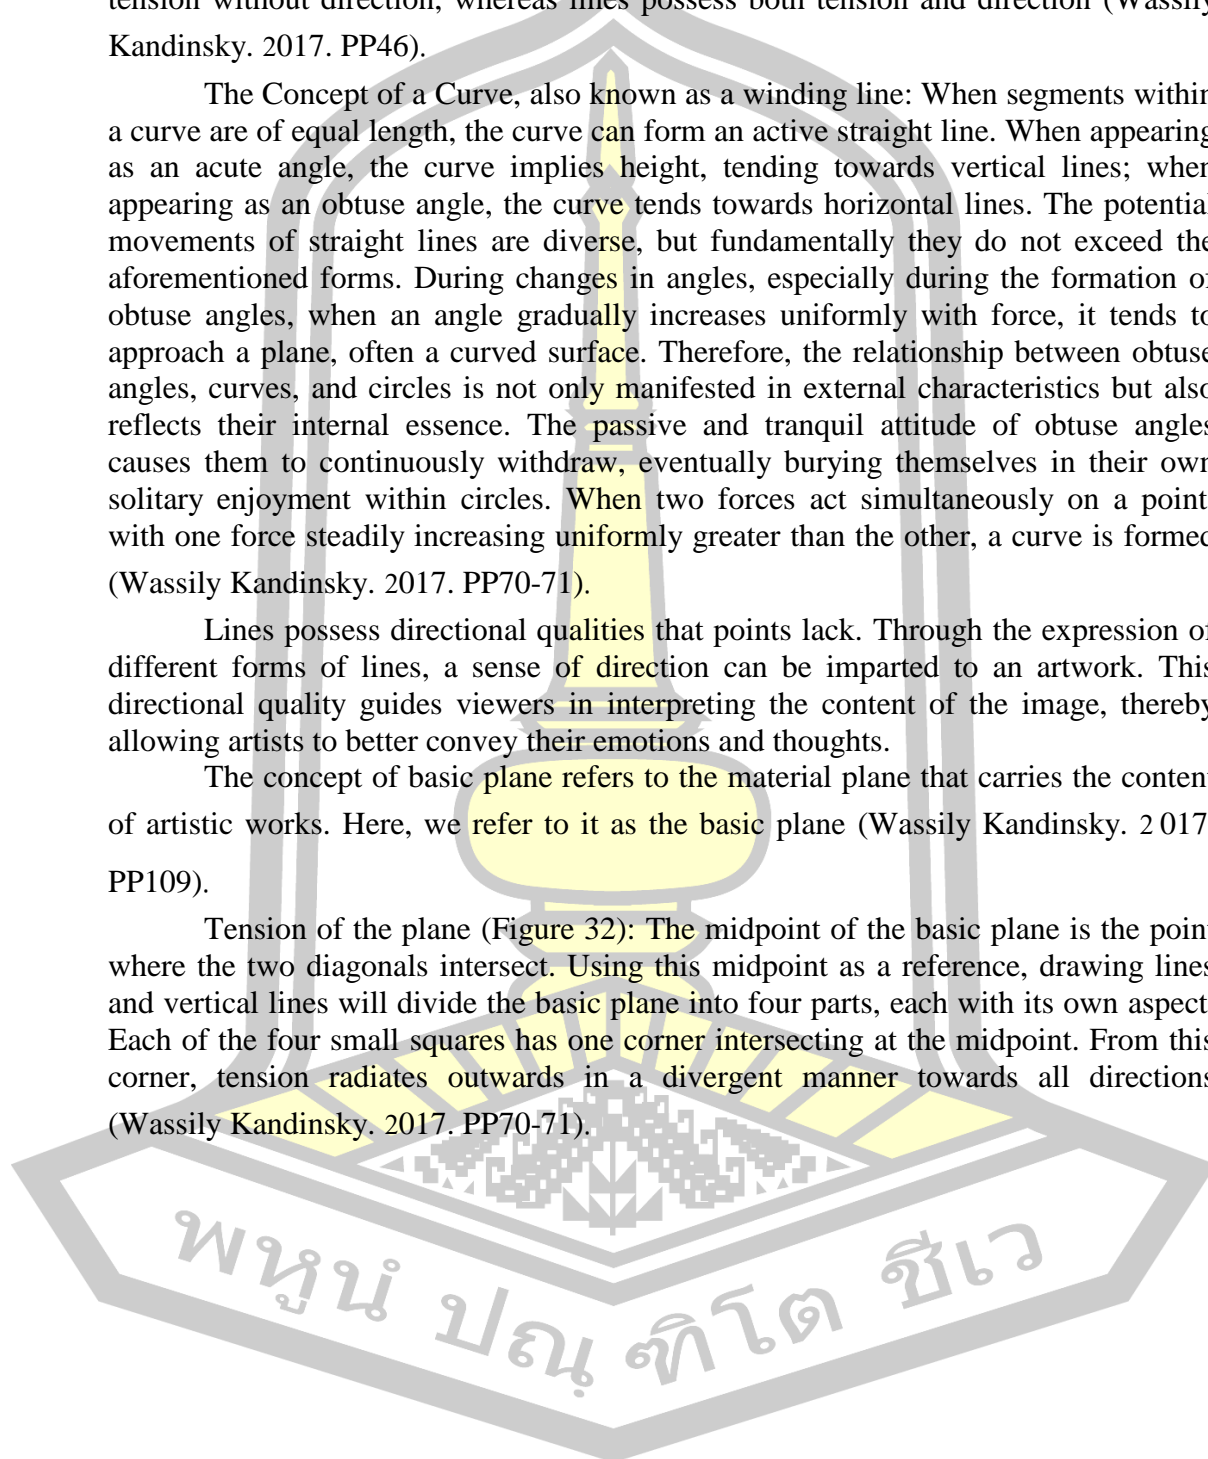 tension without direction, whereas lines possess both tension and direction (Wassily
Kandinsky. 2017. PP46).
The Concept of a Curve, also known as a winding line: When segments within
a curve are of equal length, the curve can form an active straight line. When appearing
as an acute angle, the curve implies height, tending towards vertical lines; when
appearing as an obtuse angle, the curve tends towards horizontal lines. The potential
movements of straight lines are diverse, but fundamentally they do not exceed the
aforementioned forms. During changes in angles, especially during the formation of
obtuse angles, when an angle gradually increases uniformly with force, it tends to
approach a plane, often a curved surface. Therefore, the relationship between obtuse
angles, curves, and circles is not only manifested in external characteristics but also
reflects their internal essence. The passive and tranquil attitude of obtuse angles
causes them to continuously withdraw, eventually burying themselves in their own
solitary enjoyment within circles. When two forces act simultaneously on a point
with one force steadily increasing uniformly greater than the other, a curve is formed
(Wassily Kandinsky. 2017. PP70-71).
Lines possess directional qualities that points lack. Through the expression of
different forms of lines, a sense of direction can be imparted to an artwork. This
directional quality guides viewers in interpreting the content of the image, thereby
allowing artists to better convey their emotions and thoughts.
The concept of basic plane refers to the material plane that carries the content
of artistic works. Here, we refer to it as the basic plane (Wassily Kandinsky. 2017
PP109).
Tension of the plane (Figure 32): The midpoint of the basic plane is the point
where the two diagonals intersect. Using this midpoint as a reference, drawing lines
and vertical lines will divide the basic plane into four parts, each with its own aspect
Each of the four small squares has one corner intersecting at the midpoint. From this
corner, tension radiates outwards in a divergent manner towards all directions
(Wassily Kandinsky. 2017. PP70-71).
พหูนํ ปณฺฑิโต ชีเว